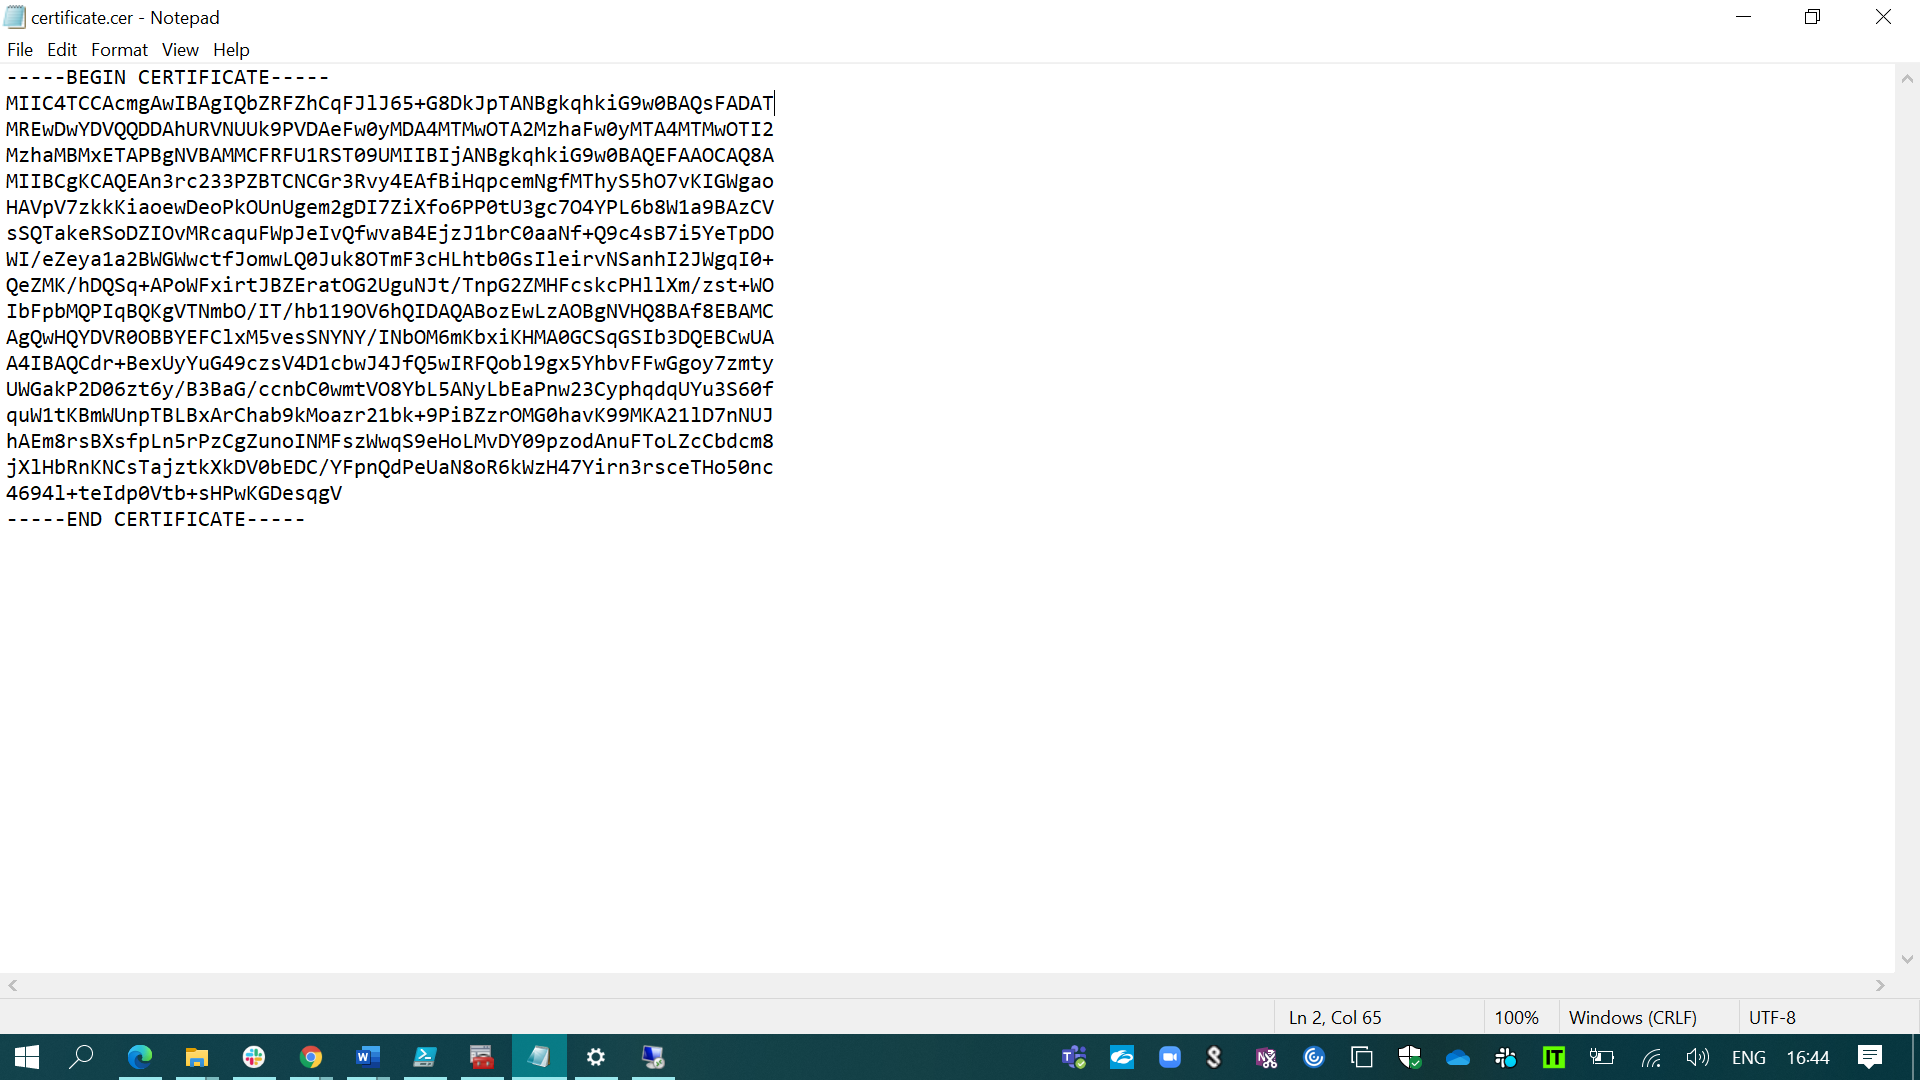 certificate.cer - Notepad
File Edit Format View Help
-----BEGIN CERTIFICATE-----
MIIC4TCCAcmgAwIBAgIQbZRFZhCqFJlJ65+G8DkJpTANBgkqhkiG9w0BAQsFADAT
MREwDwYDVQQDDAhURVNUUk9PVDAeFw0yMDA4MTMwOTA2MzhaFw0yMTA4MTMwOTI2
MzhaMBMxETAPBgNVBAMMCFRFU1RST09UMIIBIjANBgkqhkiG9w0BAQEFAAOCAQ8A
MIIBCgKCAQEAn3rc233PZBTCNCGr3Rvy4EAfBiHqpcemNgfMThyS5hO7vKIGWgao
HAVpV7zkkKiaoewDeoPkOUnUgem2gDI7ZiXfo6PP0tU3gc7O4YPL6b8W1a9BAzCV
sSQTakeRSoDZIOvMRcaquFWpJeIvQfwvaB4EjzJ1brC0aaNf+Q9c4sB7i5YeTpDO
WI/eZeya1a2BWGWwctfJomwLQ0Juk8OTmF3cHLhtb0GsIleirvNSanhI2JWgqI0+
QeZMK/hDQSq+APoWFxirtJBZEratOG2UguNJt/TnpG2ZMHFcskcPHllXm/zst+WO
IbFpbMQPIqBQKgVTNmbO/IT/hb119OV6hQIDAQABozEwLzAOBgNVHQ8BAf8EBAMC
AgQwHQYDVR0OBBYEFClxM5vesSNYNY/INbOM6mKbxiKHMA0GCSqGSIb3DQEBCwUA
A4IBAQCdr+BexUyYuG49czsV4D1cbwJ4JfQ5wIRFQobl9gx5YhbvFFwGgoy7zmty
UWGakP2D06zt6y/B3BaG/ccnbC0wmtVO8YbL5ANyLbEaPnw23CyphqdqUYu3S60f
quW1tKBmWUnpTBLBxArChab9kMoazr21bk+9PiBZzrOMG0havK99MKA21lD7nNUJ
hAEm8rsBXsfpLn5rPzCgZunoINMFszWwqS9eHoLMvDY09pzodAnuFToLZcCbdcm8
jXlHbRnKNCsTajztkXkDV0bEDC/YFpnQdPeUaN8oR6kWzH47Yirn3rsceTHo50nc
4694l+teIdp0Vtb+sHPwKGDesqgV
-----END CERTIFICATE-----
Ln 2, Col 65
100%
Windows (CRLF)
UTF-8
ENG
16:44